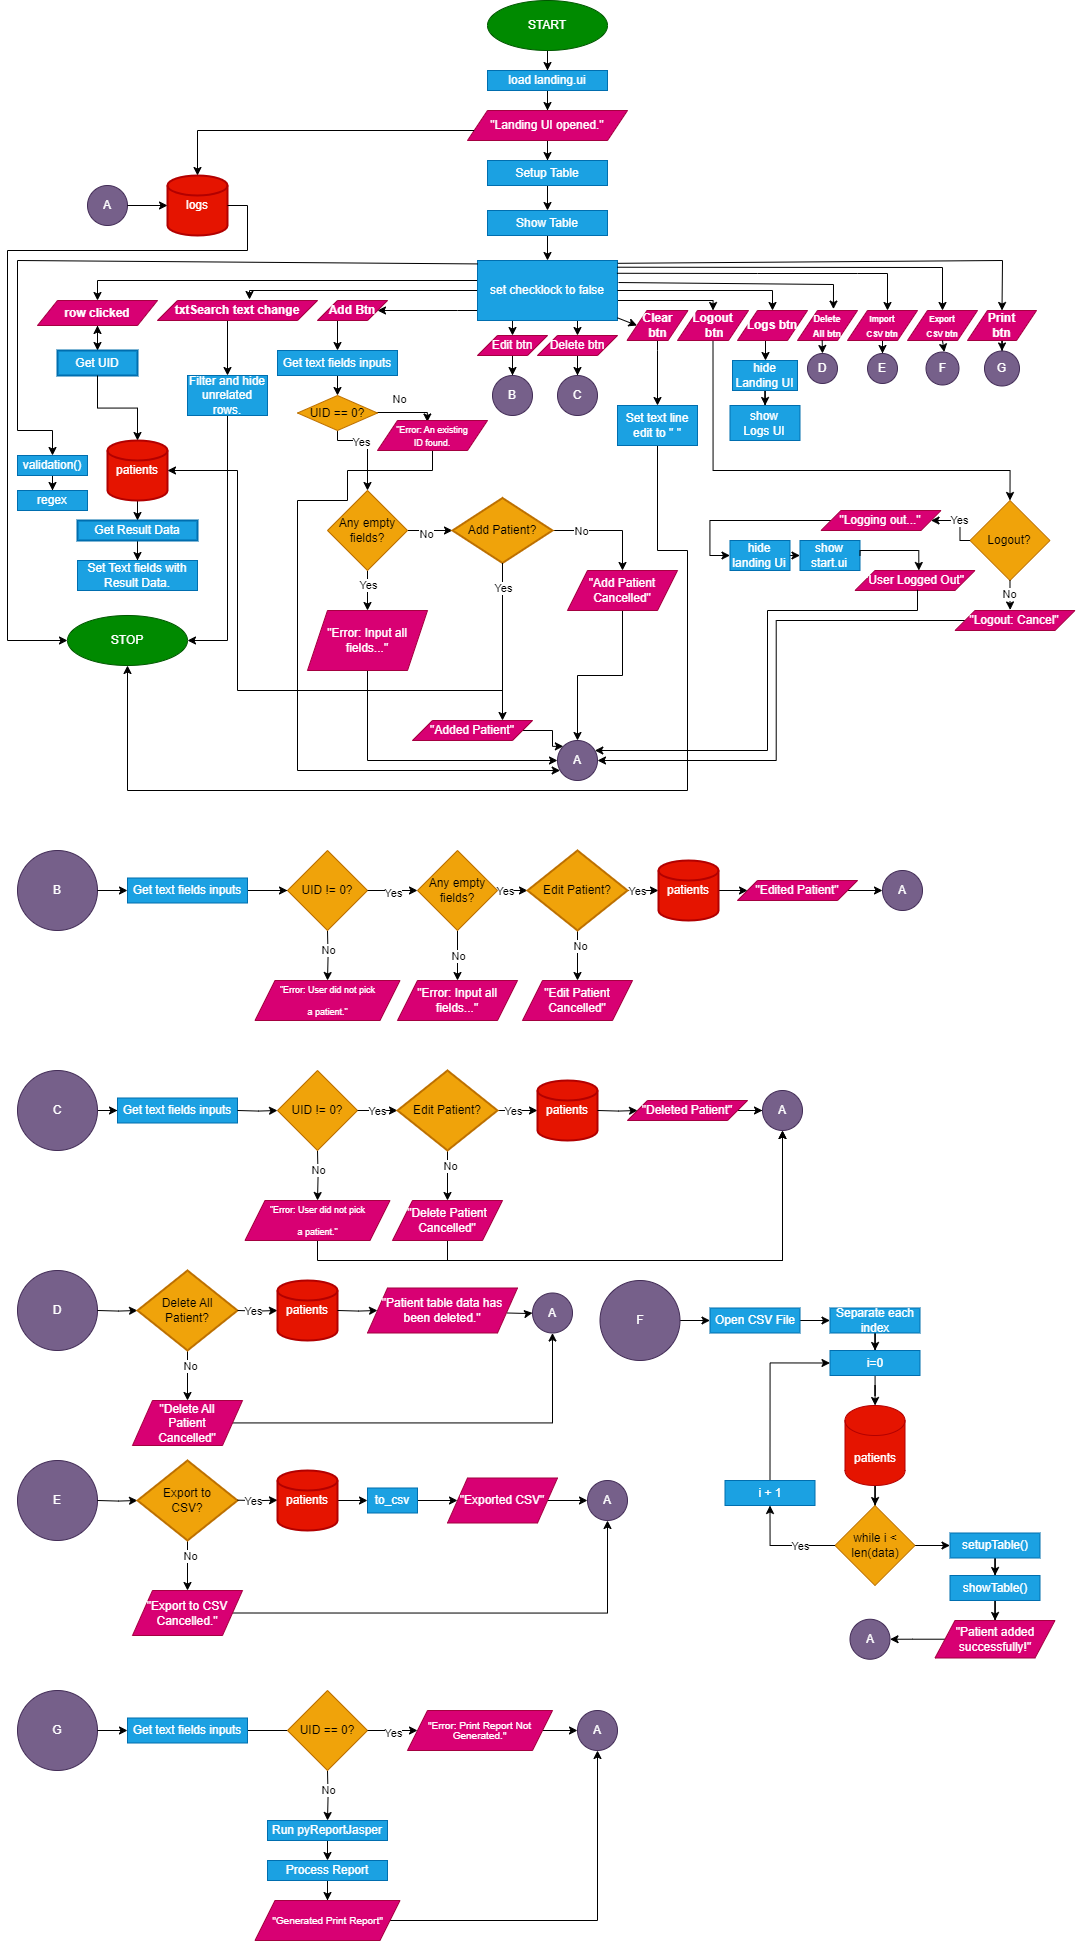 START
load landing.ui
"Landing UI opened."
Setup Table
A
logs
Show Table
set checklock to false
row clicked
txtSearch text change
Add Btn
Clear
btn
Logout
btn
Logs btn
Delete
All btn
Import
CSV btn
Export
CSV btn
Print
btn
Edit btn
Delete btn
Get UID
Get text fields inputs
hide
Landing UI
D
E
F
G
Filter and hide
unrelated
rows.
B
C
UID == 0?
No
"Error: An existing
ID found.
Yes
Set text line
edit to " "
show
Logs UI
validation()
regex
patients
Get Result Data
Set Text fields with
Result Data.
Any empty
fields?
No
Add Patient?
No
Yes
Yes
"Add Patient
Cancelled"
"Logging out..."
Yes
Logout?
hide
landing Ui
show
start.ui
User Logged Out"
No
"Logout: Cancel"
STOP
"Error: Input all
fields..."
"Added Patient"
A
B
Get text fields inputs
UID != 0?
Yes
Any empty
fields?
Yes
Edit Patient?
Yes
patients
"Edited Patient"
A
No
No
No
"Error: User did not pick
a patient."
"Error: Input all
fields..."
"Edit Patient
Cancelled"
C
Get text fields inputs
UID != 0?
Yes
Edit Patient?
Yes
patients
"Deleted Patient"
A
No
No
"Error: User did not pick
a patient."
"Delete Patient
Cancelled"
D
Delete All
Patient?
Yes
patients
"Patient table data has
been deleted."
A
No
"Delete All
Patient
Cancelled"
F
Open CSV File
Separate each
index
i=0
patients
i + 1
while i <
len(data)
Yes
setupTable()
showTable()
"Patient added
successfully!"
A
E
Export to
CSV?
Yes
patients
to_csv
"Exported CSV"
A
No
"Export to CSV
Cancelled."
G
Get text fields inputs
UID == 0?
Yes
"Error: Print Report Not
Generated."
A
No
Run pyReportJasper
Process Report
"Generated Print Report"